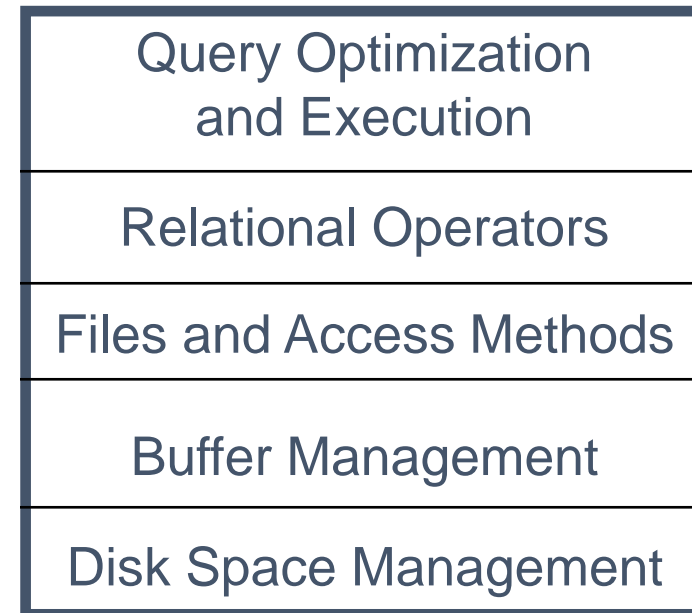 Query Optimization
and Execution
Relational Operators
Files and Access Methods
Buffer Management
Disk Space Management